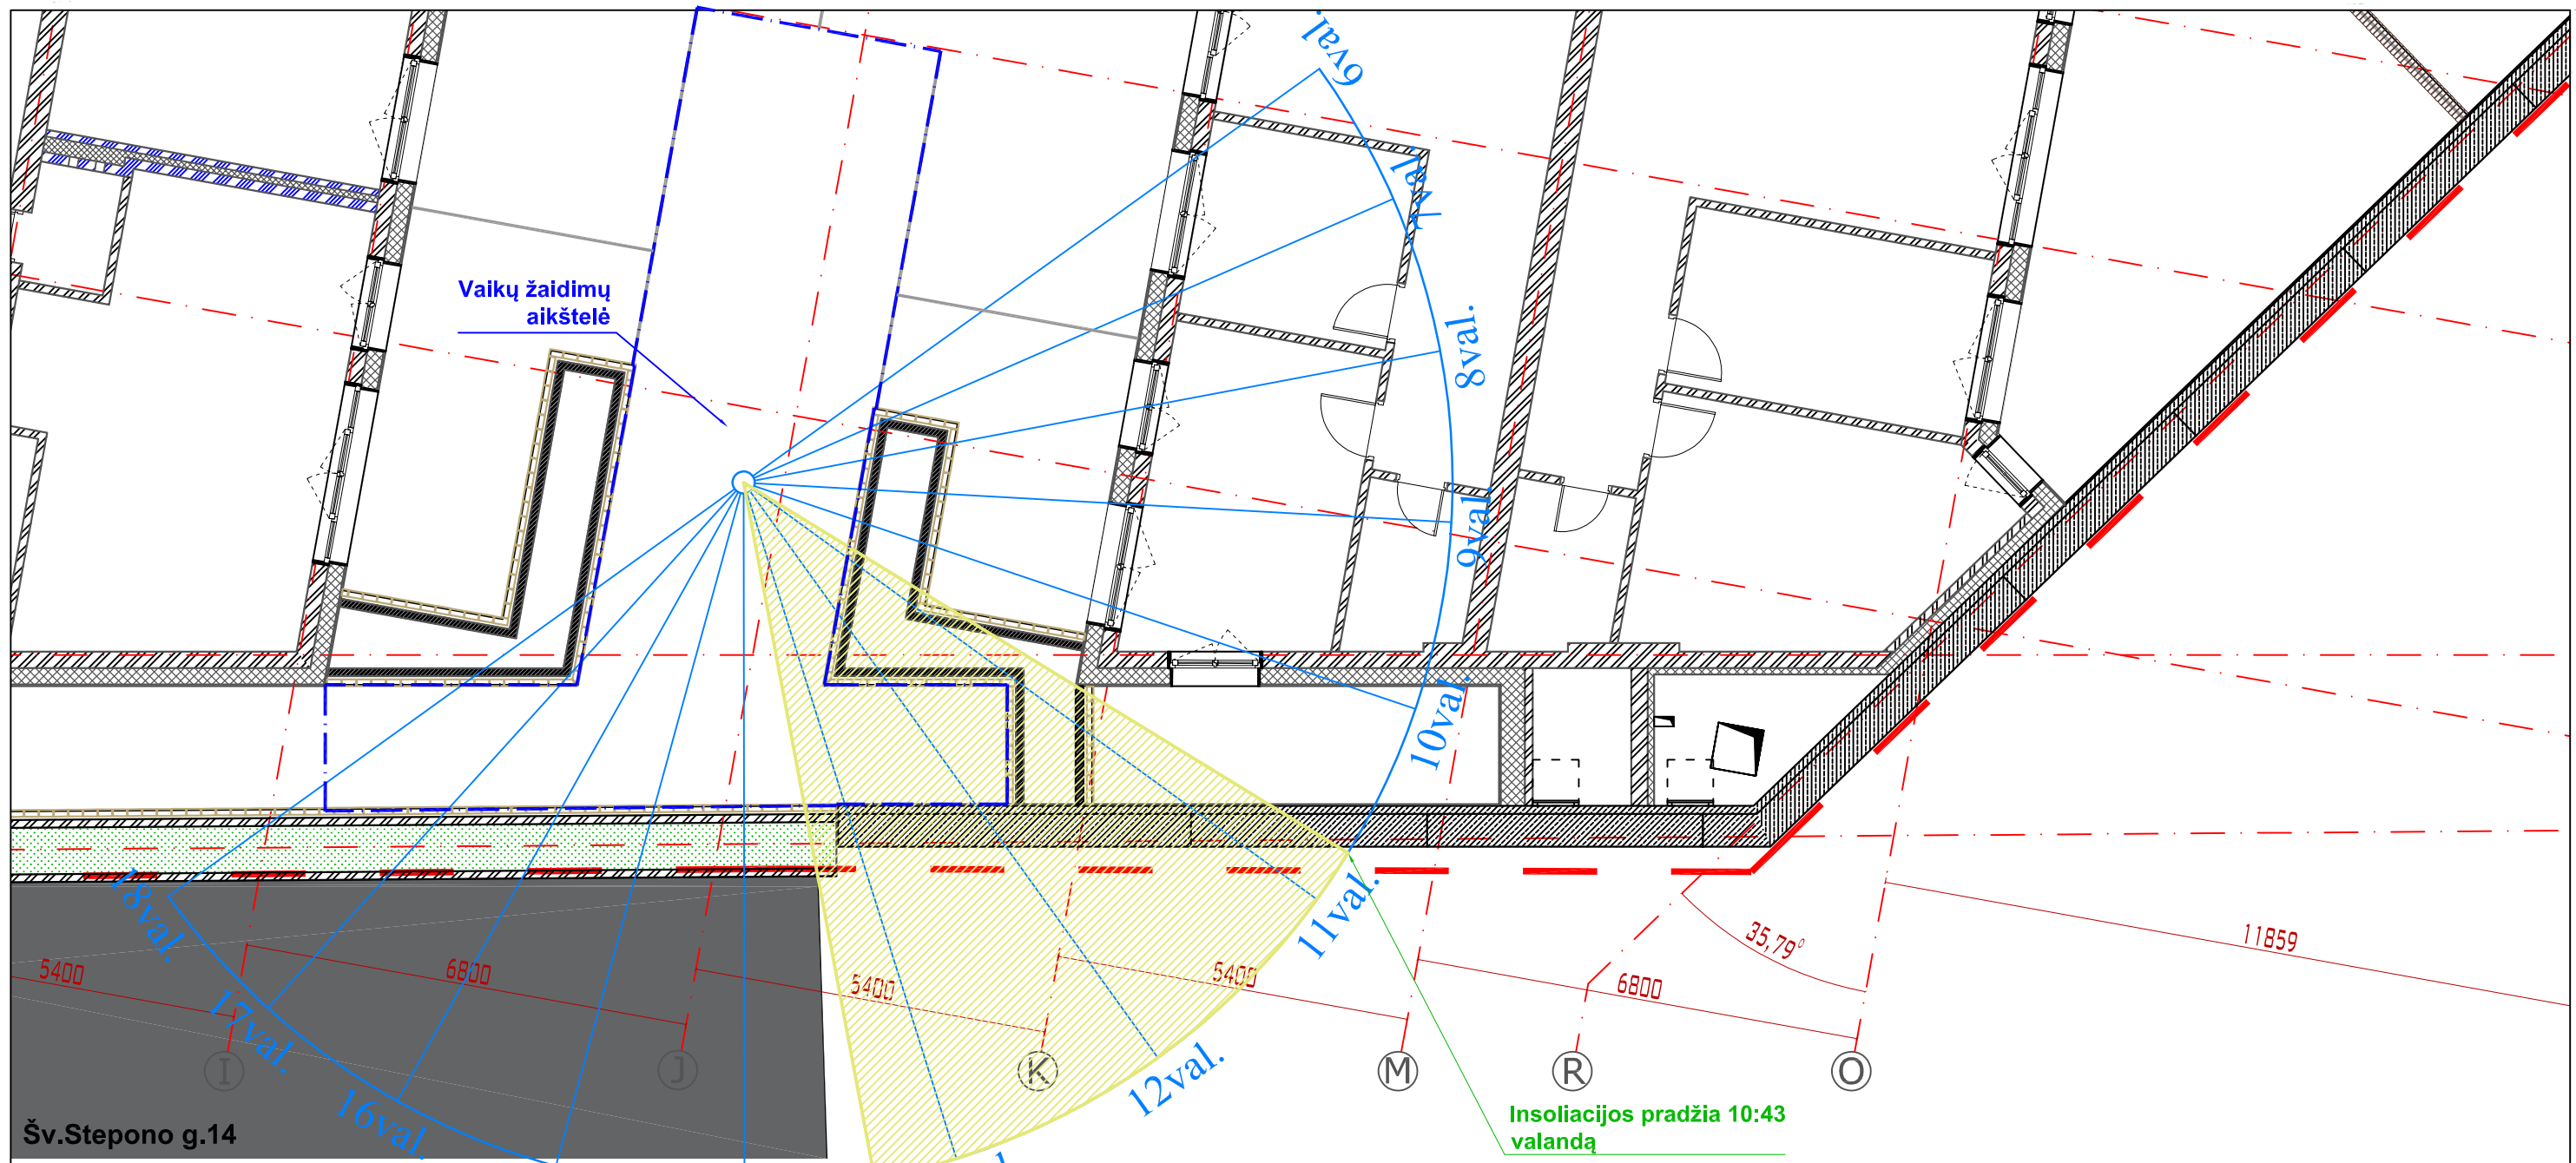 6val.
7val.
Vaikų žaidimų
aikštelė
8val.
9val.
10val.
18val.
11val.
35,79°
11859
5400
6800
5400
5400
6800
17val.
I
J
K
M
R
O
16val.
12val.
Šv.Stepono g.14
Insoliacijos pradžia 10:43
valandą